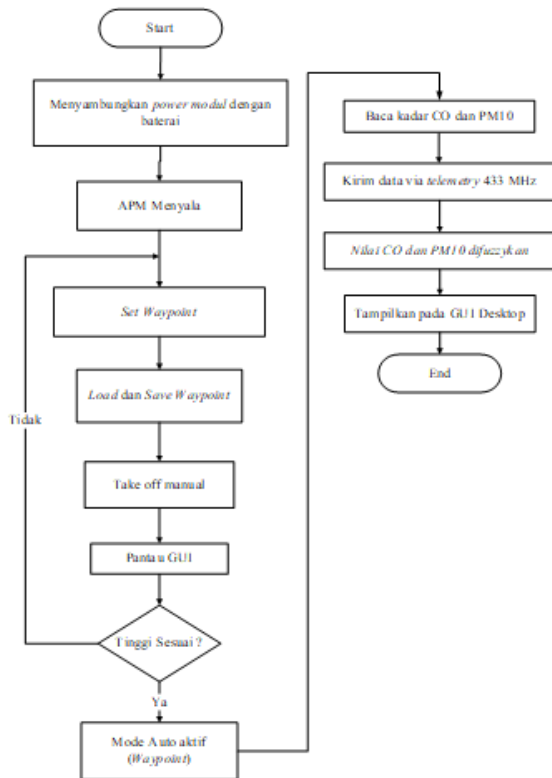 Start
Menyambungkan power modul dengan
baterai
APM Menyala
Set Waypoint
Load dan Save Waypoint
Tidak
Take off manual
Pantau GUI
Tinggi Sesuai ?
Ya
Mode Auto aktif
(Waypoint)
Baca kadar CO dan PM10
Kirim data via telemetry 433 MHz
Nilai CO dan PM10 difuzzykan
Tampilkan pada GUI Desktop
End